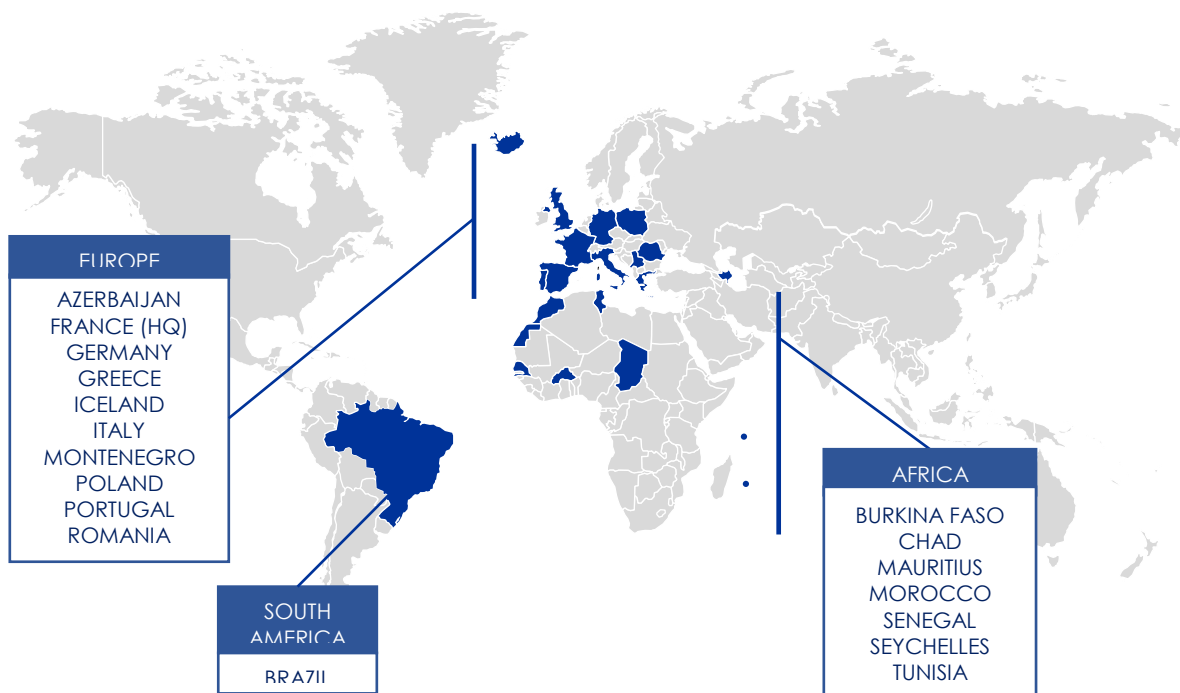 EUROPE
AZERBAIJAN
FRANCE (HQ)
GERMANY
GREECE
ICELAND
ITALY
MONTENEGRO
POLAND
PORTUGAL
ROMANIA
SOUTH
AMERICA
BRAZIL
AFRICA
BURKINA FASO
CHAD
MAURITIUS
MOROCCO
SENEGAL
SEYCHELLES
TUNISIA